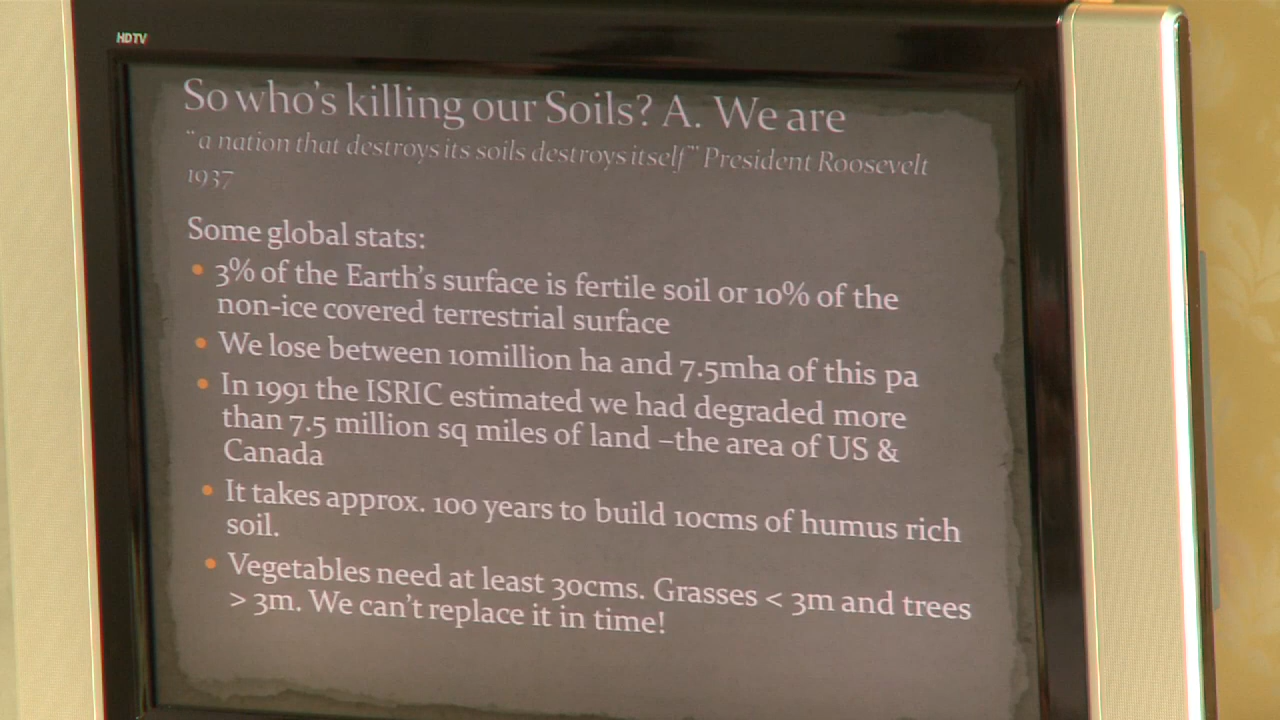 HDTV
So who's killing our Soils? A. We are
"a nation that destroys its soils destroys itself" President Roosevelt
1937
Some global stats:
• 3% of the Earth's surface is fertile soil or 10% of the
non-ice covered terrestrial surface
• We lose between 10million ha and 7.5mha of this pa
• In 1991 the ISRIC estimated we had degraded more
than 7.5 million sq miles of land –the area of US &
Canada
• It takes approx. 100 years to build 10cms of humus rich
soil.
• Vegetables need at least 30cms. Grasses < 3m and trees
> 3m. We can't replace it in time!